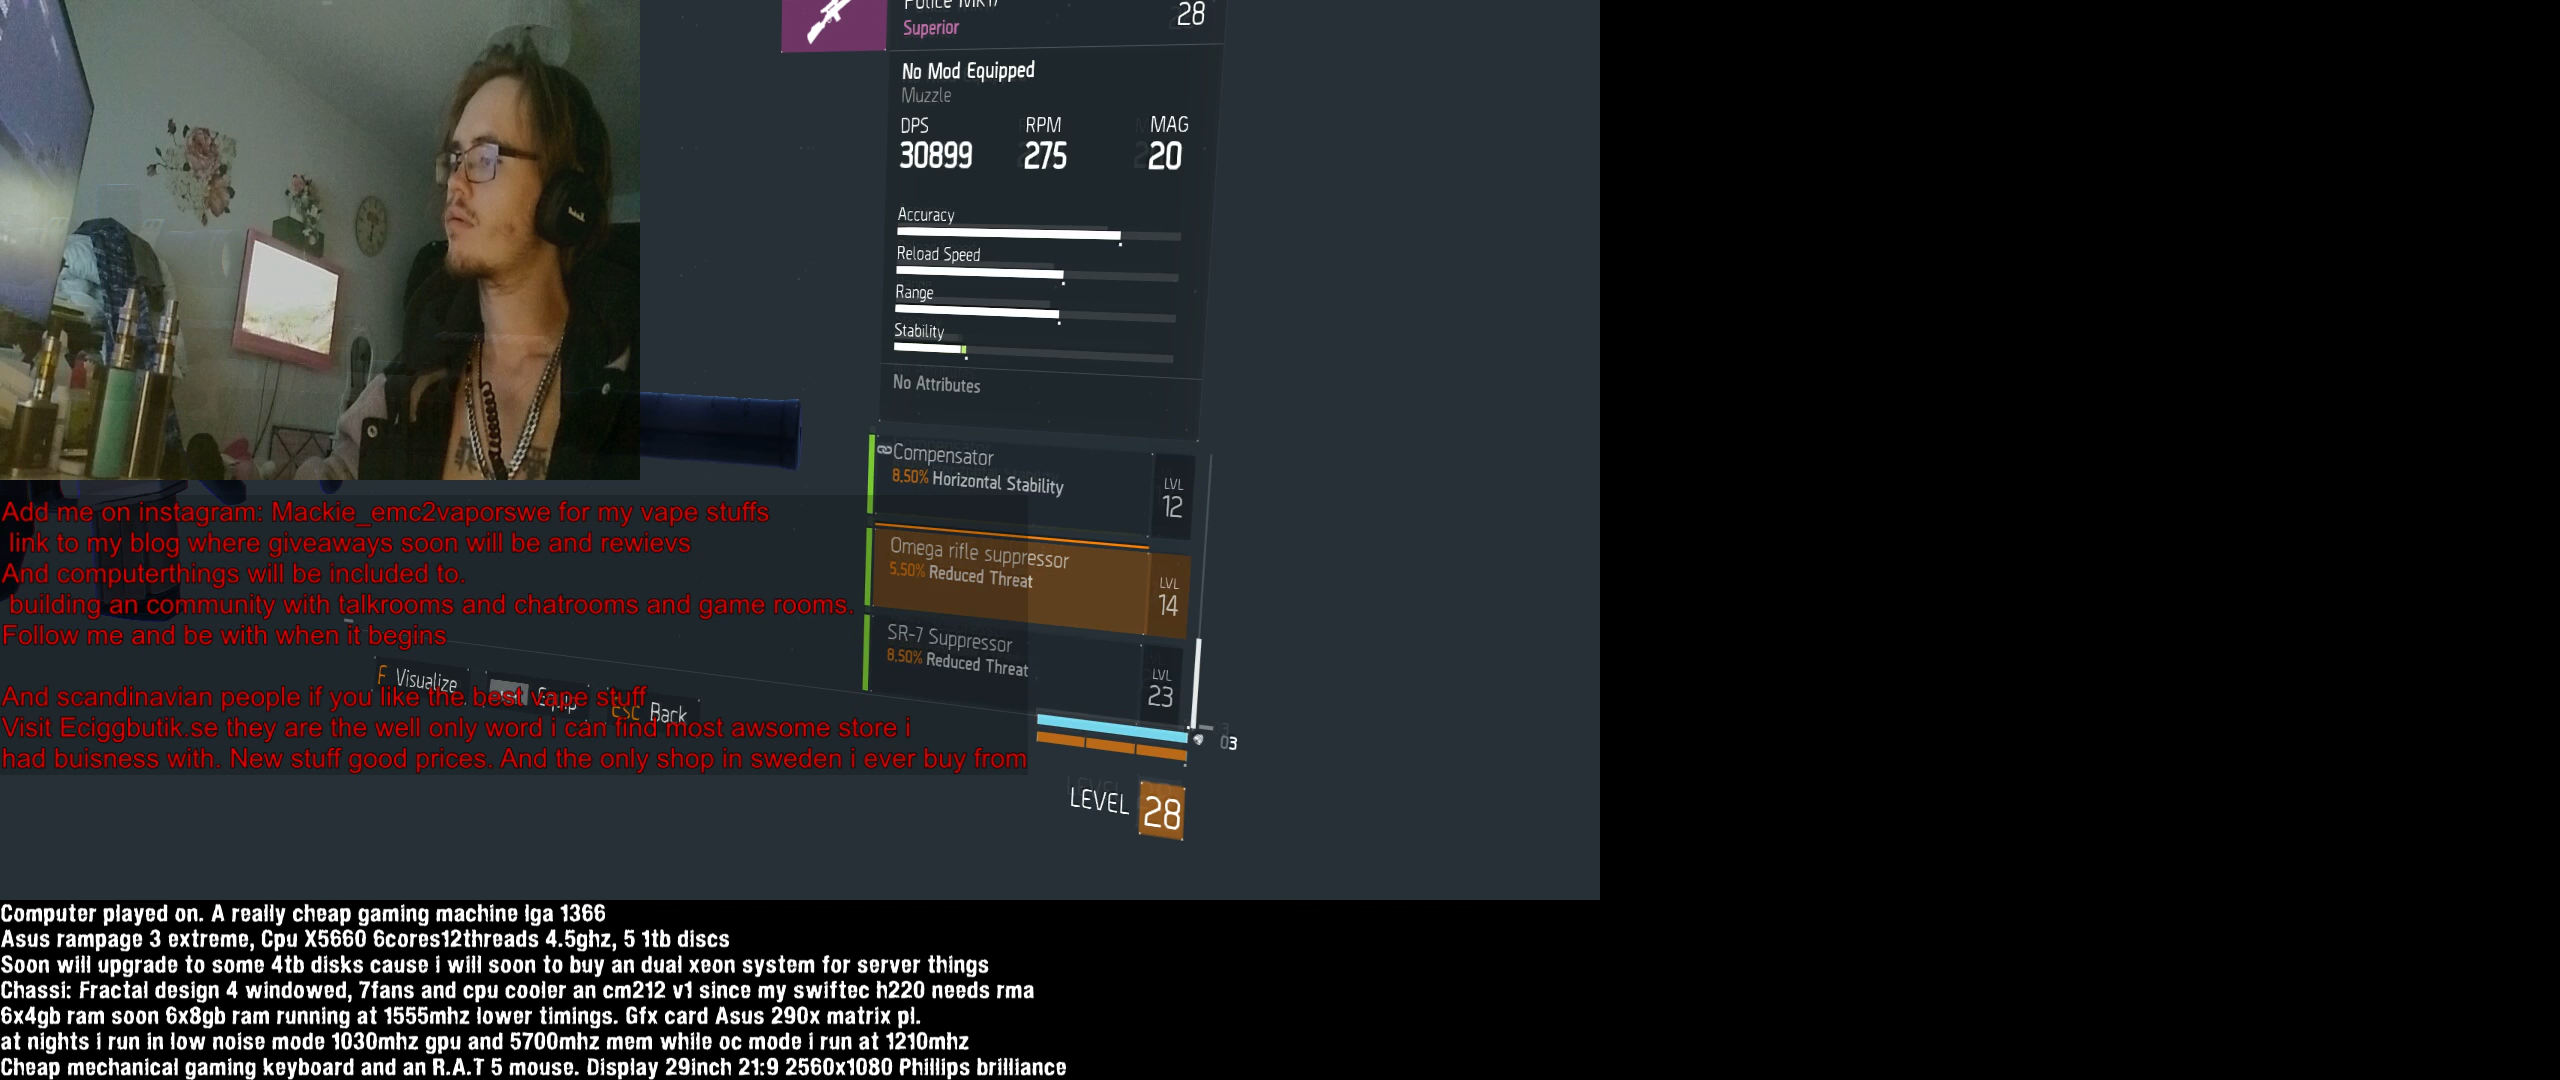 Police MK17
28
Superior
No Mod Equipped
Muzzle
DPS RPM MAG
30899 275 20
Accuracy
Reload Speed
Range
Stability
No Attributes
Compensator
8.50% Horizontal Stability
LVL
12
Omega rifle suppressor
5.50% Reduced Threat
LVL
14
SR-7 Suppressor
8.50% Reduced Threat
LVL
23
F Visualize
Equip
Esc Back
03
LEVEL 28
Add me on instagram: Mackie_emc2vaporswe for my vape stuffs
link to my blog where giveaways soon will be and rewievs
And computerthings will be included to.
building an community with talkrooms and chatrooms and game rooms.
Follow me and be with when it begins
And scandinavian people if you like the best vape stuff
Visit Eciggbutik.se they are the well only word i can find most awsome store i
had buisness with. New stuff good prices. And the only shop in sweden i ever buy from
Computer played on. A really cheap gaming machine lga 1366
Asus rampage 3 extreme, Cpu X5660 6cores12threads 4.5ghz, 5 1tb discs
Soon will upgrade to some 4tb disks cause i will soon to buy an dual xeon system for server things
Chassi: Fractal design 4 windowed, 7fans and cpu cooler an cm212 v1 since my swiftec h220 needs rma
6x4gb ram soon 6x8gb ram running at 1555mhz lower timings. Gfx card Asus 290x matrix pl.
at nights i run in low noise mode 1030mhz gpu and 5700mhz mem while oc mode i run at 1210mhz
Cheap mechanical gaming keyboard and an R.A.T 5 mouse. Display 29inch 21:9 2560x1080 Phillips brilliance